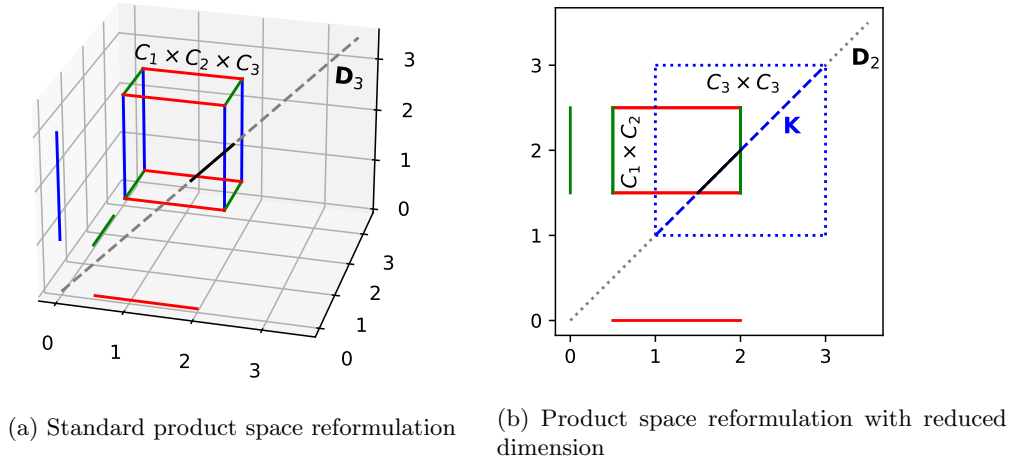 C₁ × C₂ × C₃
D₃
3
2
1
0
3
2
1
0
0
1
2
3
(a) Standard product space reformulation
D₂
C₃ × C₃
K
C₁ × C₂
3
2
1
0
0
1
2
3
(b) Product space reformulation with reduced
dimension